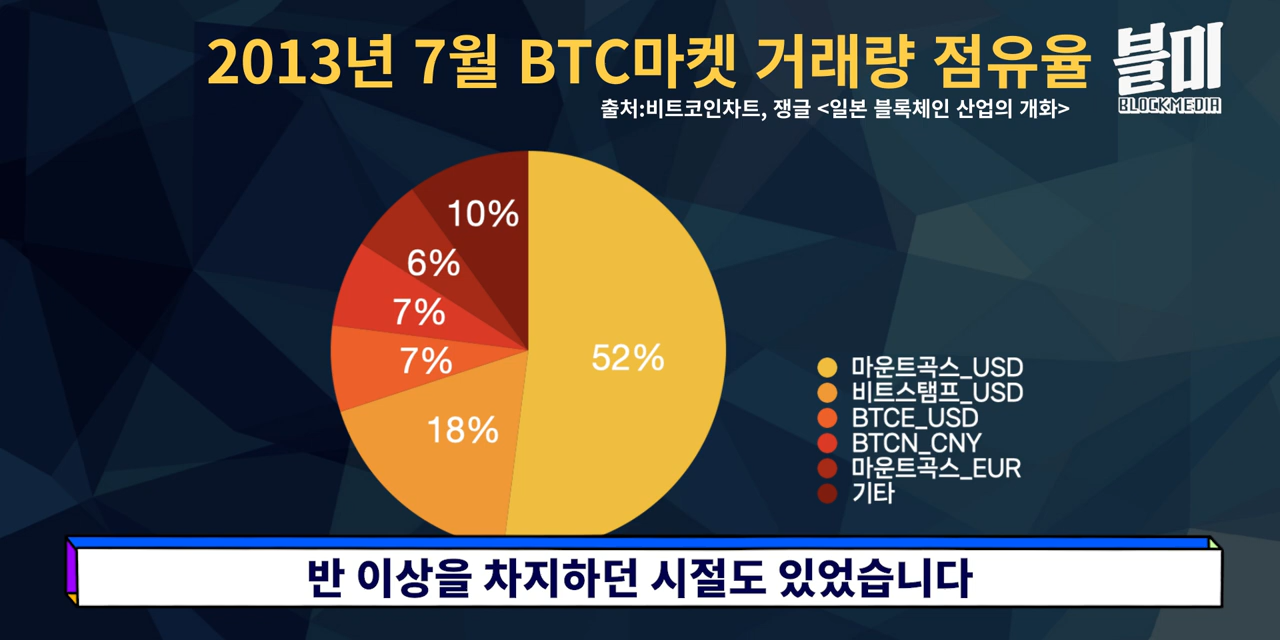 2013년 7월 BTC마켓 거래량 점유율
블미
BLOCKMEDIA
출처:비트코인차트, 쟁글 <일본 블록체인 산업의 개화>
10%
6%
7%
7%
52%
18%
마운트곡스_USD
비트스탬프_USD
BTCE_USD
BTCN_CNY
마운트곡스_EUR
기타
반 이상을 차지하던 시절도 있었습니다